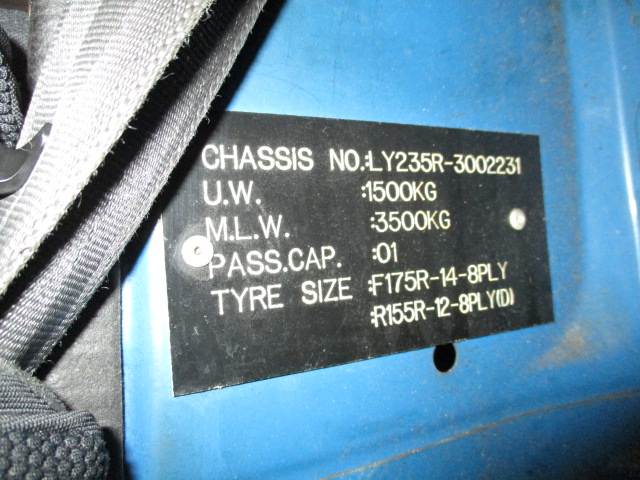 CHASSIS NO.:LY235R-3002231
U.W. :1500KG
M.L.W. :3500KG
PASS.CAP. :01
TYRE SIZE :F175R-14-8PLY
:R155R-12-8PLY(D)